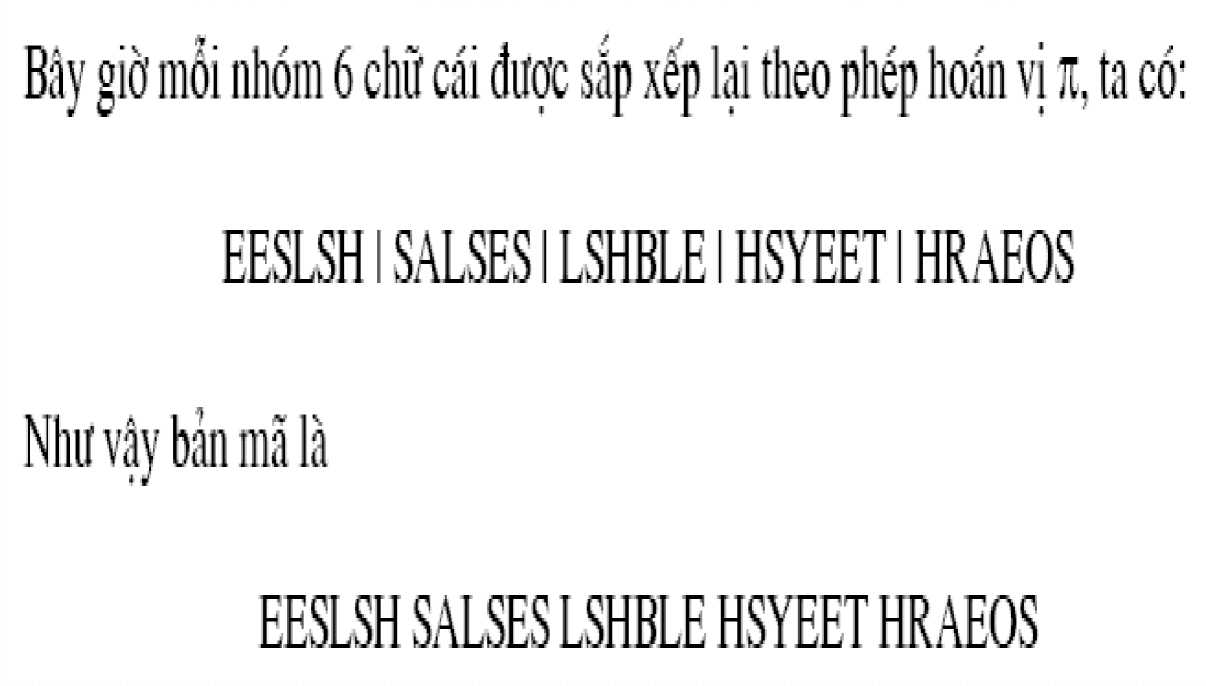 Bây giờ mỗi nhóm 6 chữ cái được sắp xếp lại theo phép hoán vị π, ta có:
EESLSH | SALSES | LSHBLE | HSYEET | HRAEOS
Như vậy bản mã là
EESLSH SALSES LSHBLE HSYEET HRAEOS